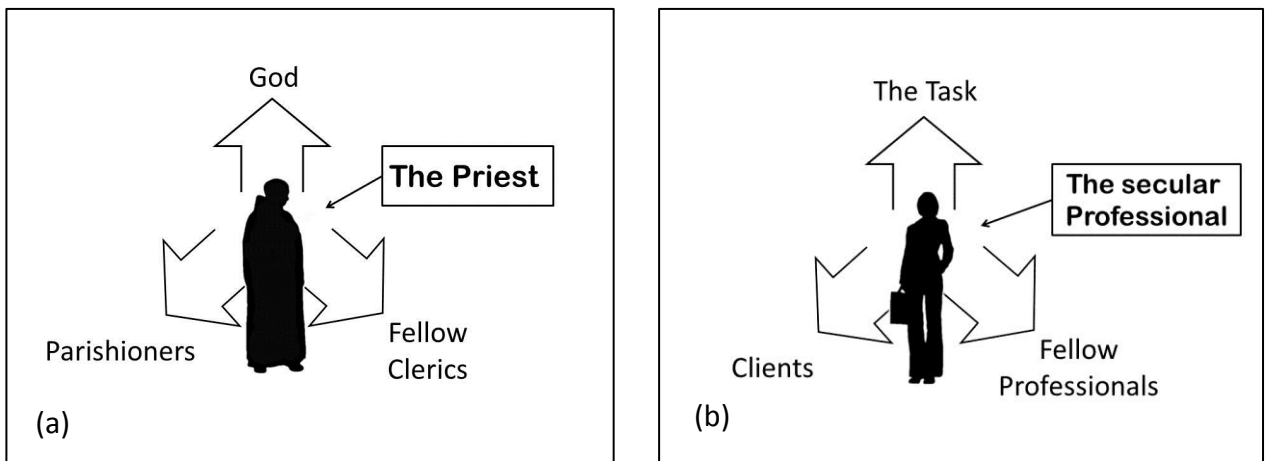 God
The Priest
Parishioners
Fellow
Clerics
(a)
The Task
The secular
Professional
Clients
Fellow
Professionals
(b)